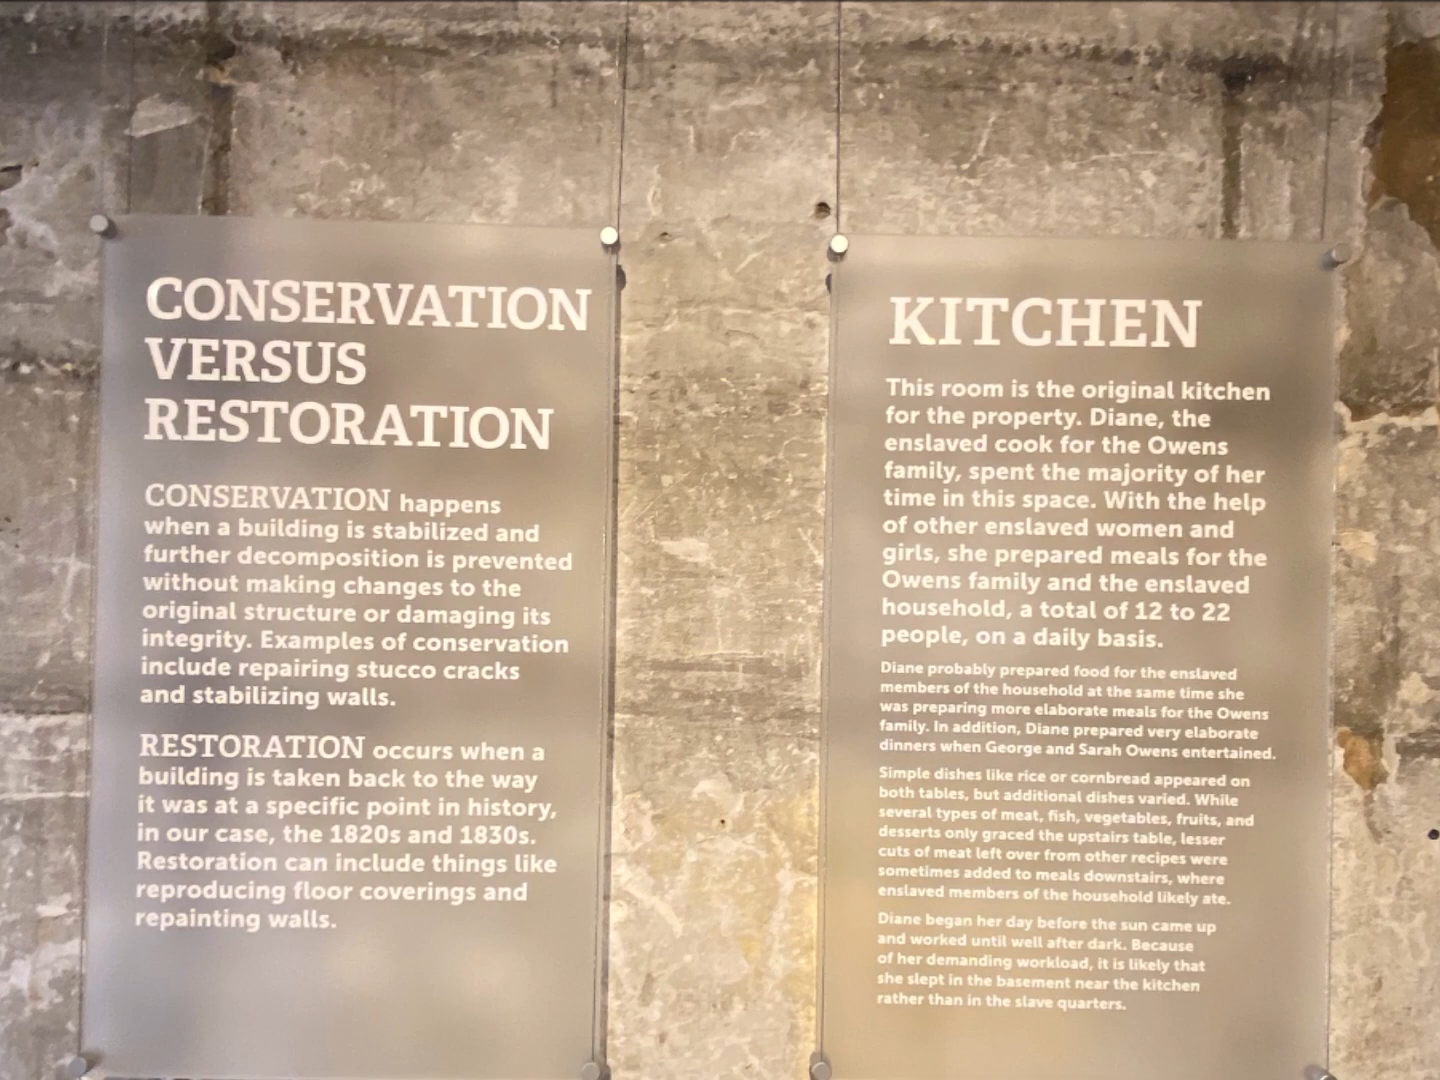 CONSERVATION
VERSUS
RESTORATION
CONSERVATION happens
when a building is stabilized and
further decomposition is prevented
without making changes to the
original structure or damaging its
integrity. Examples of conservation
include repairing stucco cracks
and stabilizing walls.
RESTORATION occurs when a
building is taken back to the way
it was at a specific point in history,
in our case, the 1820s and 1830s.
Restoration can include things like
reproducing floor coverings and
repainting walls.
KITCHEN
This room is the original kitchen
for the property. Diane, the
enslaved cook for the Owens
family, spent the majority of her
time in this space. With the help
of other enslaved women and
girls, she prepared meals for the
Owens family and the enslaved
household, a total of 12 to 22
people, on a daily basis.
Diane probably prepared food for the enslaved
members of the household at the same time she
was preparing more elaborate meals for the Owens
family. In addition, Diane prepared very elaborate
dinners when George and Sarah Owens entertained.
Simple dishes like rice or cornbread appeared on
both tables, but additional dishes varied. While
several types of meat, fish, vegetables, fruits, and
desserts only graced the upstairs table, lesser
cuts of meat left over from other recipes were
sometimes added to meals downstairs, where
enslaved members of the household likely ate.
Diane began her day before the sun came up
and worked until well after dark. Because
of her demanding workload, it is likely that
she slept in the basement near the kitchen
rather than in the slave quarters.